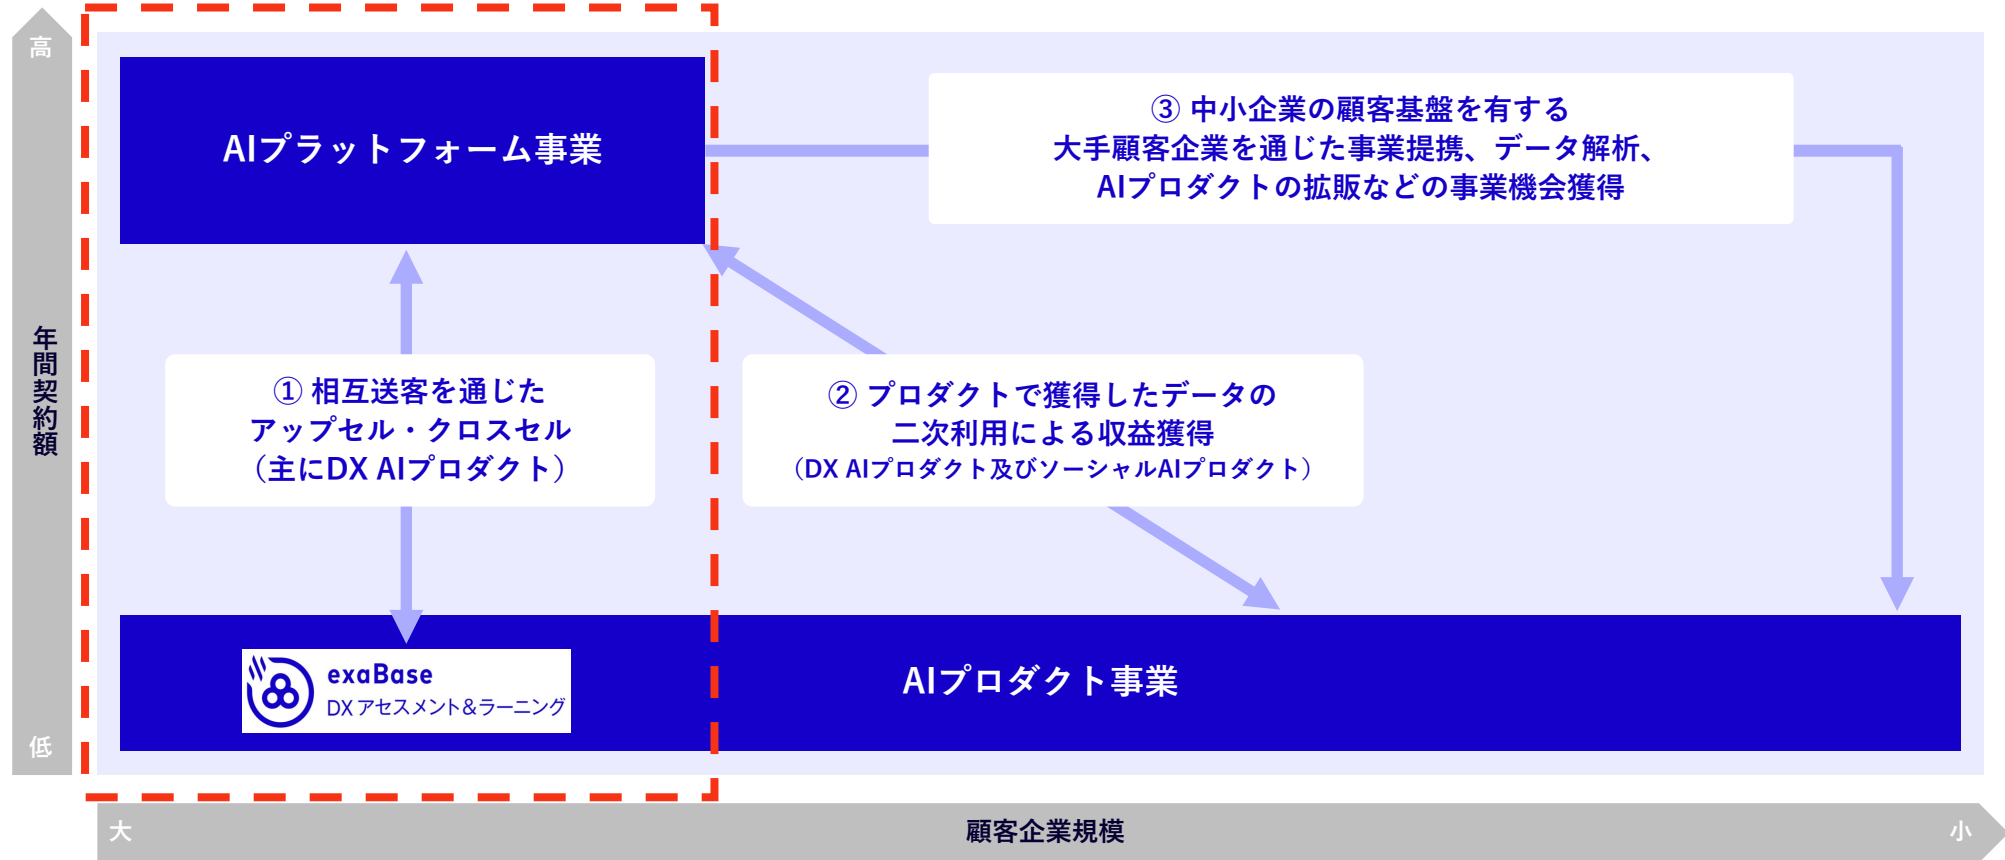 高
年間契約額
低
AIプラットフォーム事業
③ 中小企業の顧客基盤を有する
大手顧客企業を通じた事業提携、データ解析、
AIプロダクトの拡販などの事業機会獲得
① 相互送客を通じた
アップセル・クロスセル
（主にDX AIプロダクト）
② プロダクトで獲得したデータの
二次利用による収益獲得
（DX AIプロダクト及びソーシャルAIプロダクト）
exaBase
DX アセスメント＆ラーニング
AIプロダクト事業
大
顧客企業規模
小